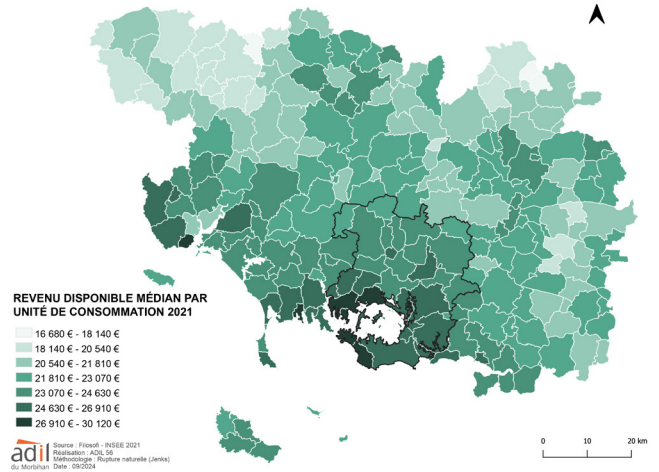 REVENU DISPONIBLE MÉDIAN PAR
UNITÉ DE CONSOMMATION 2021
16 680 € - 18 140 €
18 140 € - 20 540 €
20 540 € - 21 810 €
21 810 € - 23 070 €
23 070 € - 24 630 €
24 630 € - 26 910 €
26 910 € - 30 120 €
adil
du Morbihan
Source : Filosofi - INSEE 2021
Réalisation : ADIL 56
Méthodologie : Rupture naturelle (Jenks)
Date : 09/2024
0 10 20 km